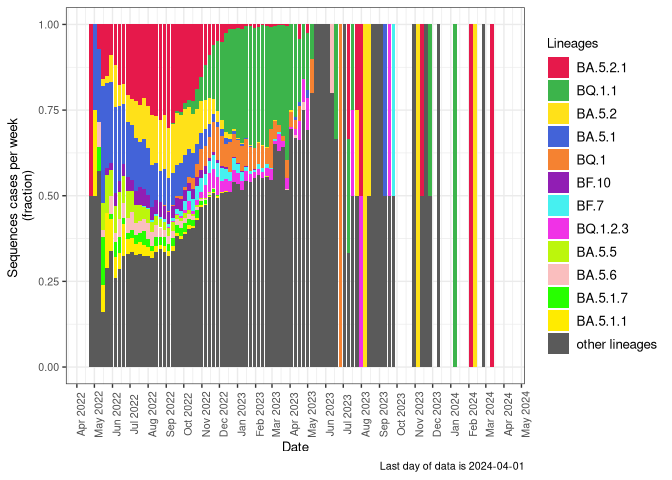 Sequences cases per week
(fraction)
1.00
0.75
0.50
0.25
0.00
Apr 2022
May 2022
Jun 2022
Jul 2022
Aug 2022
Sep 2022
Oct 2022
Nov 2022
Dec 2022
Jan 2023
Feb 2023
Mar 2023
Apr 2023
May 2023
Jun 2023
Jul 2023
Aug 2023
Sep 2023
Oct 2023
Nov 2023
Dec 2023
Jan 2024
Feb 2024
Mar 2024
Apr 2024
May 2024
Date
Lineages
BA.5.2.1
BQ.1.1
BA.5.2
BA.5.1
BQ.1
BF.10
BF.7
BQ.1.2.3
BA.5.5
BA.5.6
BA.5.1.7
BA.5.1.1
other lineages
Last day of data is 2024-04-01